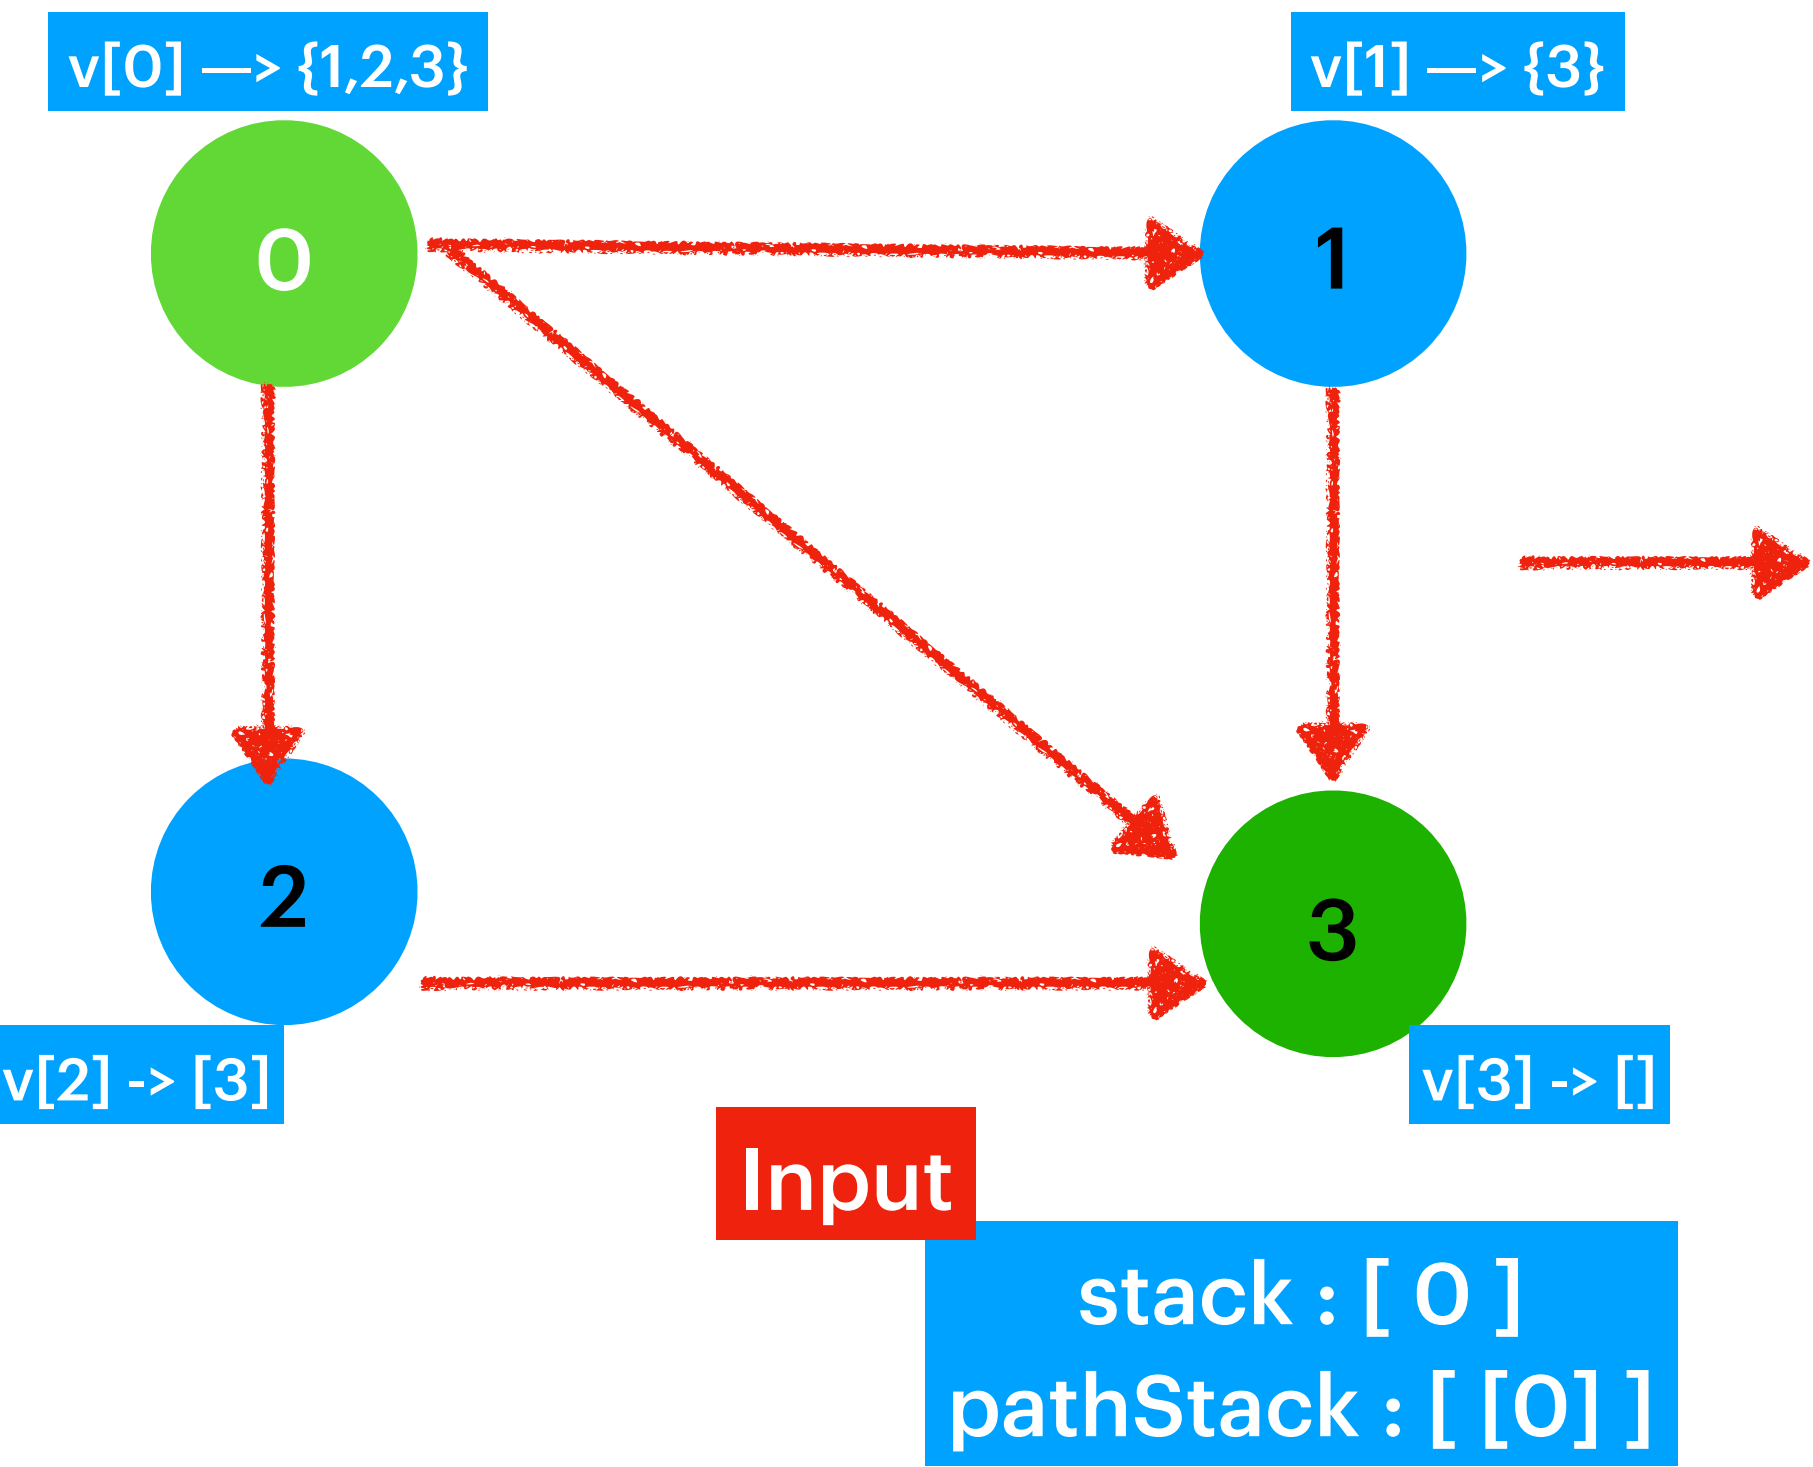 v[0] —> {1,2,3}
v[1] —> {3}
0
1
2
3
v[2] -> [3]
v[3] -> []
Input
stack : [ 0 ]
pathStack : [ [0] ]